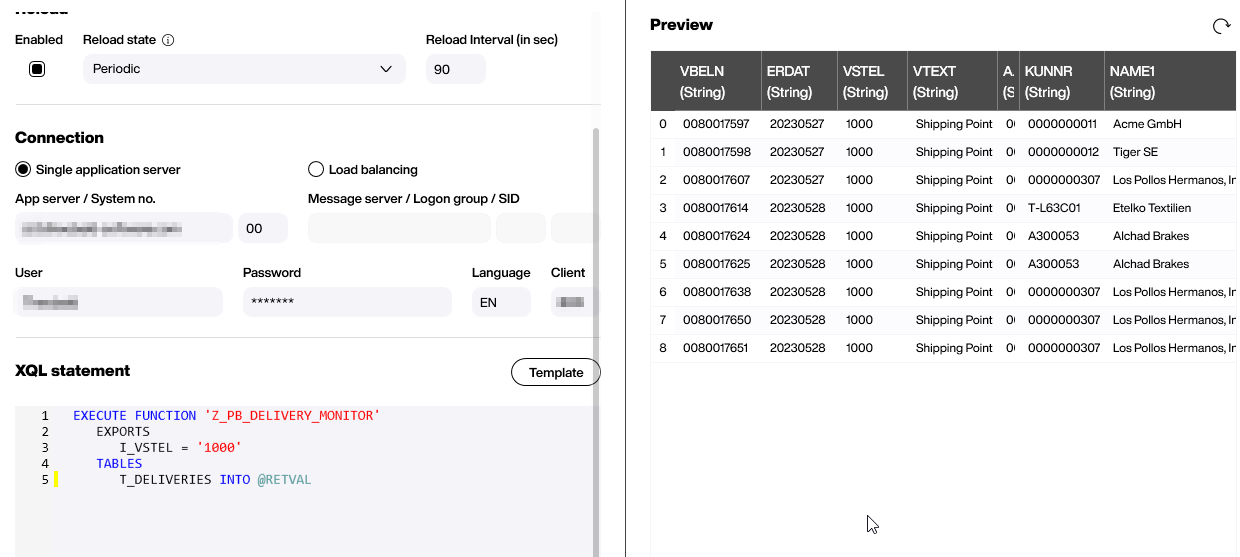 Reload
Enabled Reload state Reload Interval (in sec)
Periodic 90
Connection
Single application server Load balancing
App server / System no. Message server / Logon group / SID
00
User Password Language Client
******* EN
XQL statement Template
1 EXECUTE FUNCTION 'Z_PB_DELIVERY_MONITOR'
2 EXPORTS
3 I_VSTEL = '1000'
4 TABLES
5 T_DELIVERIES INTO @RETVAL
Preview
VBELN ERDAT VSTEL VTEXT A. KUNNR NAME1
(String) (String) (String) (String) (S (String) (String)
0 0080017597 20230527 1000 Shipping Point 0( 0000000011 Acme GmbH
1 0080017598 20230527 1000 Shipping Point 0( 0000000012 Tiger SE
2 0080017607 20230527 1000 Shipping Point 0( 0000000307 Los Pollos Hermanos, In
3 0080017614 20230528 1000 Shipping Point 0( T-L63C01 Etelko Textilien
4 0080017624 20230528 1000 Shipping Point 0( A300053 Alchad Brakes
5 0080017625 20230528 1000 Shipping Point 0( A300053 Alchad Brakes
6 0080017638 20230528 1000 Shipping Point 0( 0000000307 Los Pollos Hermanos, In
7 0080017650 20230528 1000 Shipping Point 0( 0000000307 Los Pollos Hermanos, In
8 0080017651 20230528 1000 Shipping Point 0( 0000000307 Los Pollos Hermanos, In